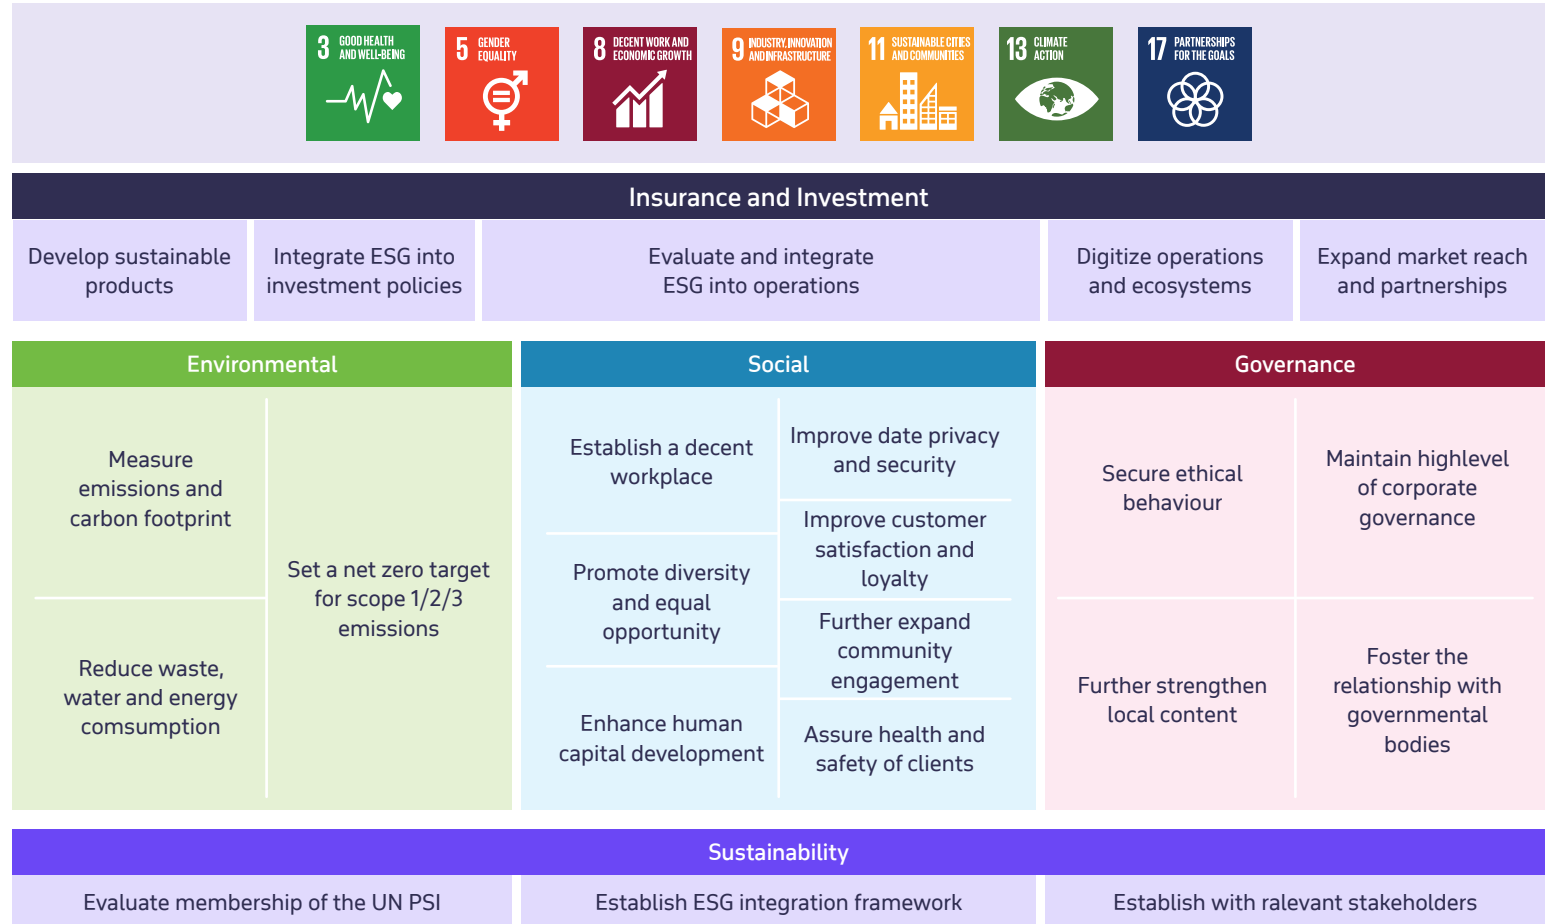 3 GOOD HEALTH
AND WELL-BEING
5 GENDER
EQUALITY
8 DECENT WORK AND
ECONOMIC GROWTH
9 INDUSTRY, INNOVATION
AND INFRASTRUCTURE
11 SUSTAINABLE CITIES
AND COMMUNITIES
13 CLIMATE
ACTION
17 PARTNERSHIPS
FOR THE GOALS
Insurance and Investment
Develop sustainable
products
Integrate ESG into
investment policies
Evaluate and integrate
ESG into operations
Digitize operations
and ecosystems
Expand market reach
and partnerships
Environmental
Measure
emissions and
carbon footprint
Reduce waste,
water and energy
comsumption
Set a net zero target
for scope 1/2/3
emissions
Social
Establish a decent
workplace
Promote diversity
and equal
opportunity
Enhance human
capital development
Improve date privacy
and security
Improve customer
satisfaction and
loyalty
Further expand
community
engagement
Assure health and
safety of clients
Governance
Secure ethical
behaviour
Maintain highlevel
of corporate
governance
Further strengthen
local content
Foster the
relationship with
governmental
bodies
Sustainability
Evaluate membership of the UN PSI
Establish ESG integration framework
Establish with ralevant stakeholders